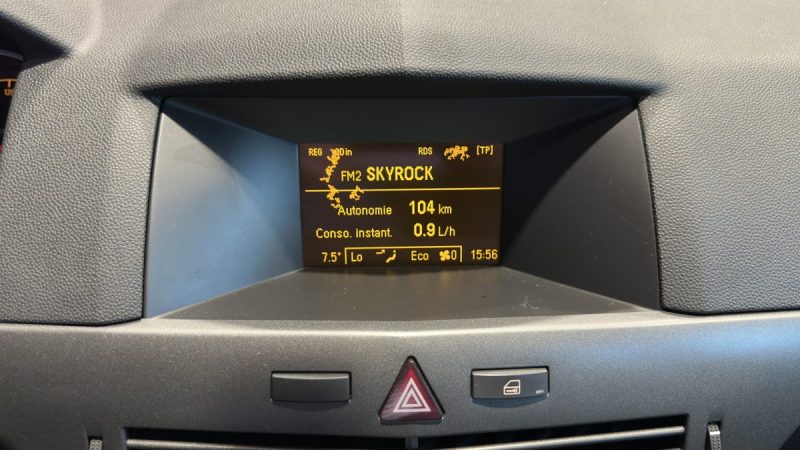 REG RDS [TP]
FM2 SKYROCK
Autonomie 104 km
Conso. instant. 0.9 L/h
7.5° Lo Eco 0 15:56
120